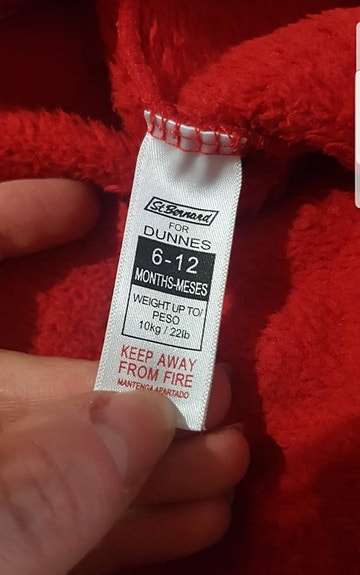 St. Bernard
FOR
DUNNES
6-12
MONTHS-MESES
WEIGHT UP TO/
PESO
10kg / 22lb
KEEP AWAY
FROM FIRE
MANTENGA APARTADO